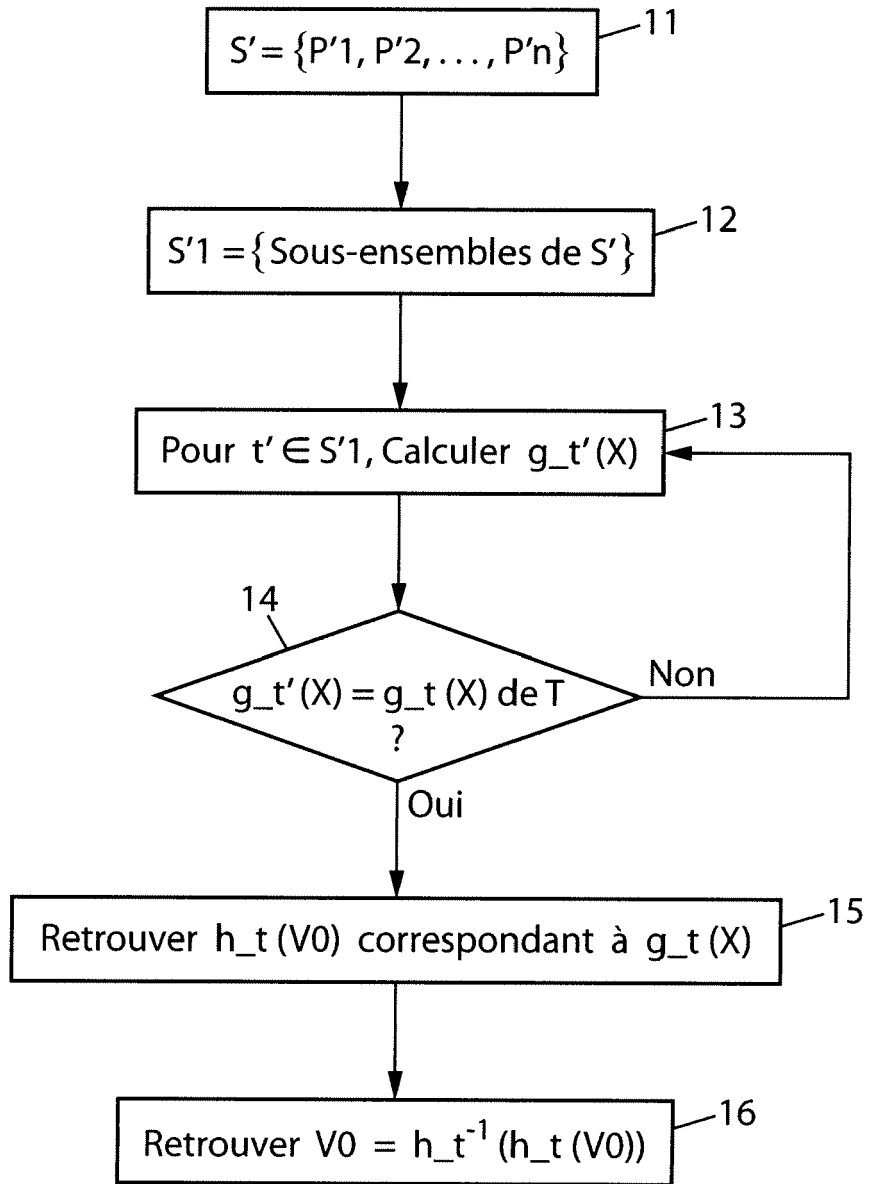 11
S' = {P'1, P'2, . . . , P'n}
12
S'1 = {Sous-ensembles de S'}
13
Pour t' ∈ S'1, Calculer g_t' (X)
14
g_t' (X) = g_t (X) de T
?
Non
Oui
15
Retrouver h_t (V0) correspondant à g_t (X)
16
Retrouver V0 = h_t⁻¹ (h_t (V0))